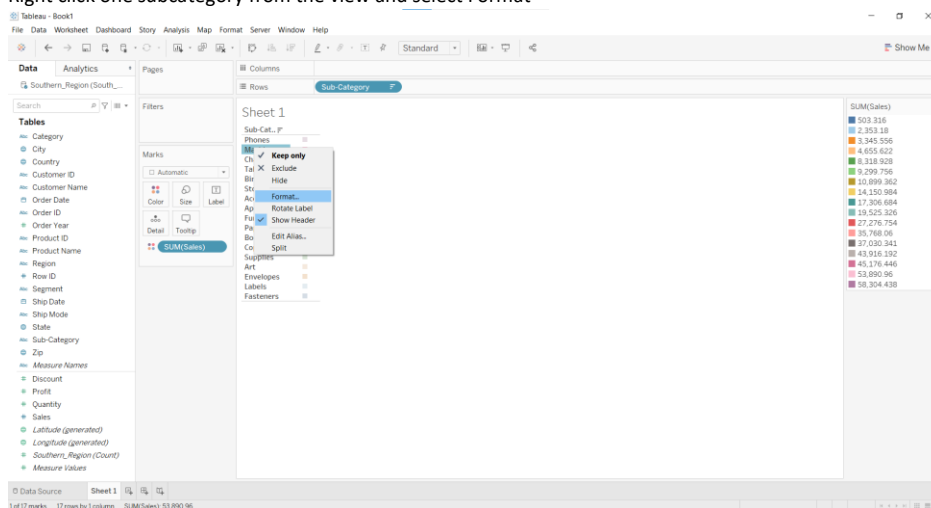 Right click one subcategory from the view and select Format
Tableau - Book1
File Data Worksheet Dashboard Story Analysis Map Format Server Window Help
Standard
Show Me
Data Analytics
Pages
Columns
Southern_Region (South_...
Rows
Sub-Category
Search
Filters
Sheet 1
SUM(Sales)
Tables
Category
City
Country
Customer ID
Customer Name
Order Date
Order ID
Order Year
Product ID
Product Name
Region
Row ID
Segment
Ship Date
Ship Mode
State
Sub-Category
Zip
Measure Names
Discount
Profit
Quantity
Sales
Latitude (generated)
Longitude (generated)
Southern_Region (Count)
Measure Values
Marks
Automatic
Color Size Label
Detail Tooltip
SUM(Sales)
Sub-Cat..
Phones
Keep only
Exclude
Hide
Format...
Rotate Label
Show Header
Edit Alias...
Split
Supplies
Art
Envelopes
Labels
Fasteners
503.316
2,353.18
3,345.556
4,655.622
8,318.928
9,299.756
10,899.362
14,150.984
17,306.684
19,525.326
27,276.754
35,768.06
37,030.341
43,916.192
45,176.446
53,890.96
58,304.438
Data Source Sheet 1
1 of 17 marks 17 rows by 1 column SUM(Sales): 53,890.96